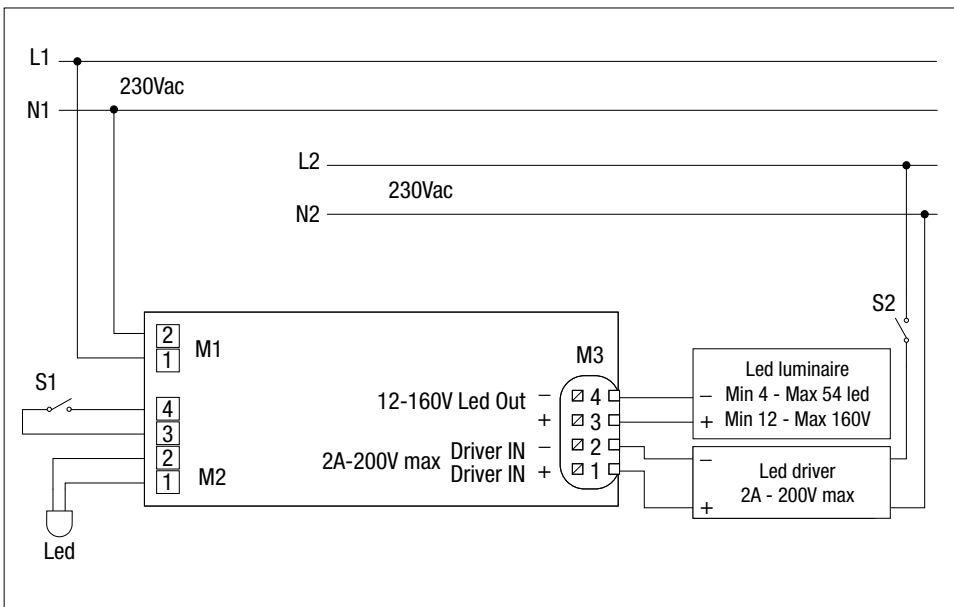 L1
230Vac
N1
L2
230Vac
N2
S2
2
1
M1
M3
S1
4
3
2
1
M2
Led
12-160V Led Out
−
+
2A-200V max
Driver IN −
Driver IN +
4
3
2
1
Led luminaire
− Min 4 - Max 54 led
+ Min 12 - Max 160V
−
+
Led driver
2A - 200V max